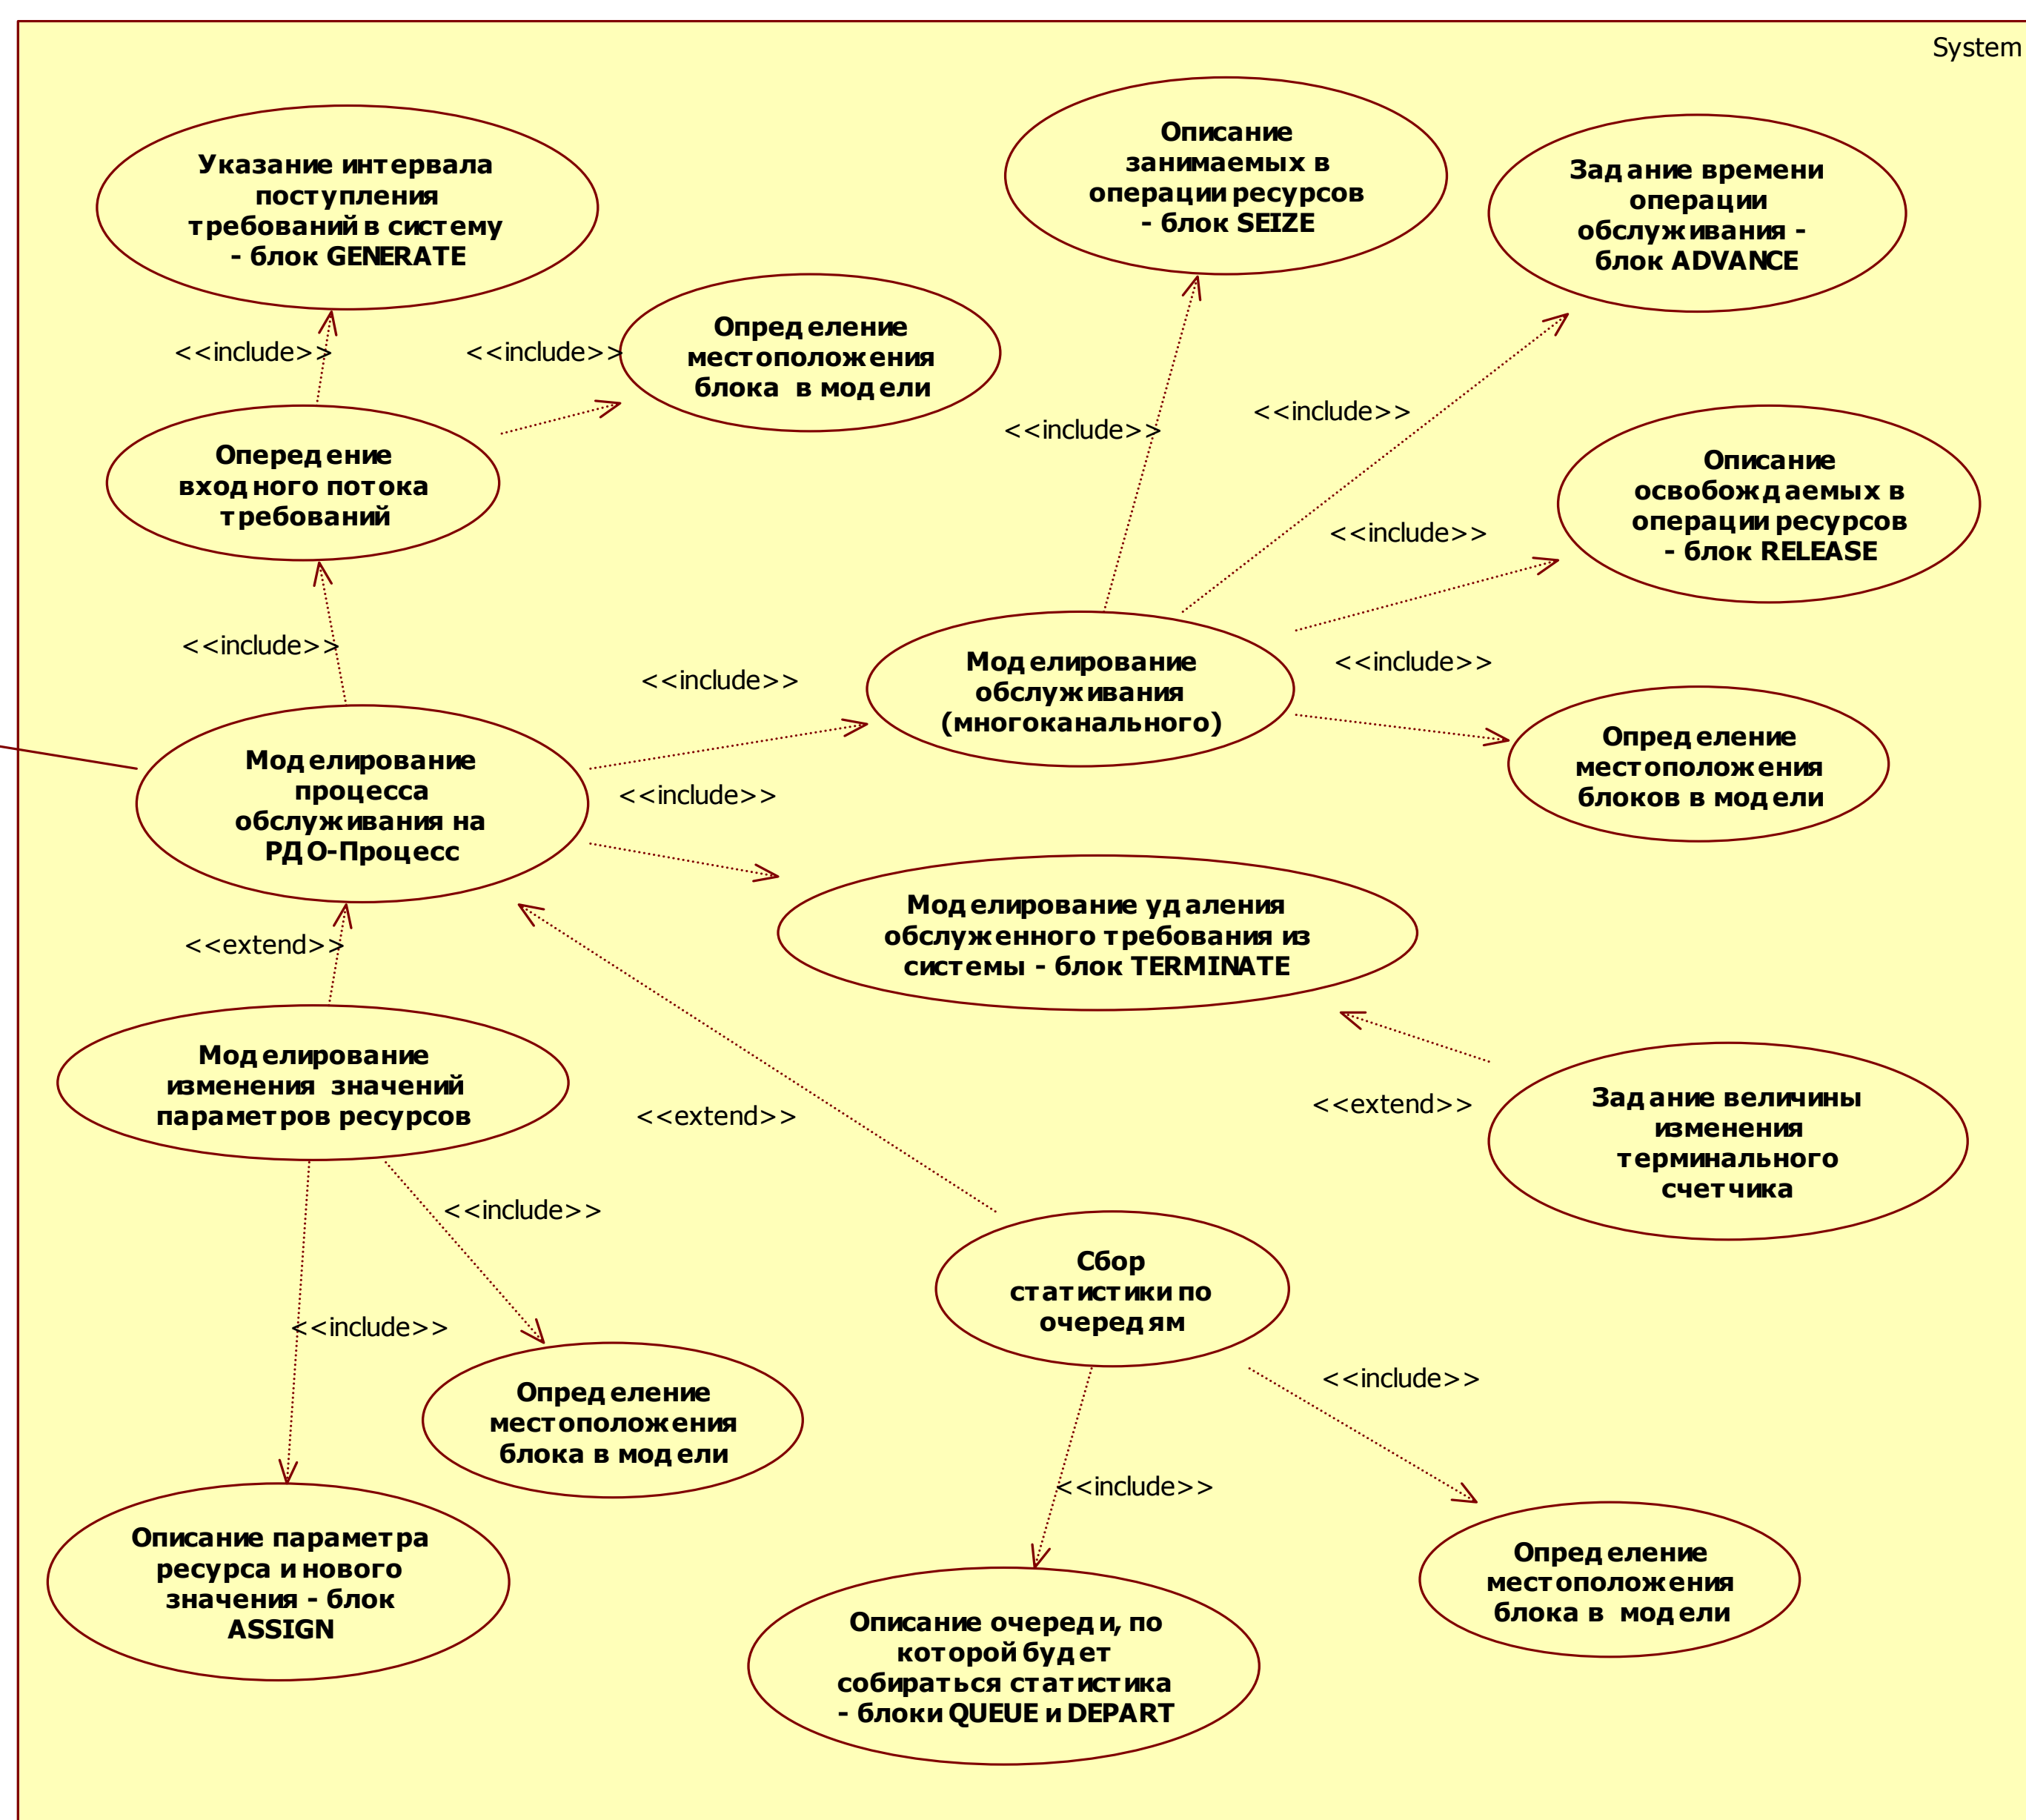 System
Описание
занимаемых в
операции ресурсов
- блок SEIZE
Задание времени
операции
обслуживания -
блок ADVANCE
Указание интервала
поступления
требований в систему
- блок GENERATE
<<include>>
<<include>>
Определение
местоположения
блока в модели
<<include>>
<<include>>
Опередение
входного потока
требований
Описание
освобождаемых в
операции ресурсов
- блок RELEASE
<<include>>
<<include>>
<<include>>
<<include>>
Моделирование
обслуживания
(многоканального)
Определение
местоположения
блоков в модели
Моделирование
процесса
обслуживания на
РДО-Процесс
<<include>>
<<extend>>
Моделирование удаления
обслуженного требования из
системы - блок TERMINATE
Моделирование
изменения значений
параметров ресурсов
<<extend>>
<<extend>>
Задание величины
изменения
терминального
счетчика
<<include>>
Сбор
статистики по
очередям
<<include>>
<<include>>
Определение
местоположения
блока в модели
<<include>>
Описание параметра
ресурса и нового
значения - блок
ASSIGN
Определение
местоположения
блока в модели
Описание очереди, по
которой будет
собираться статистика
- блоки QUEUE и DEPART